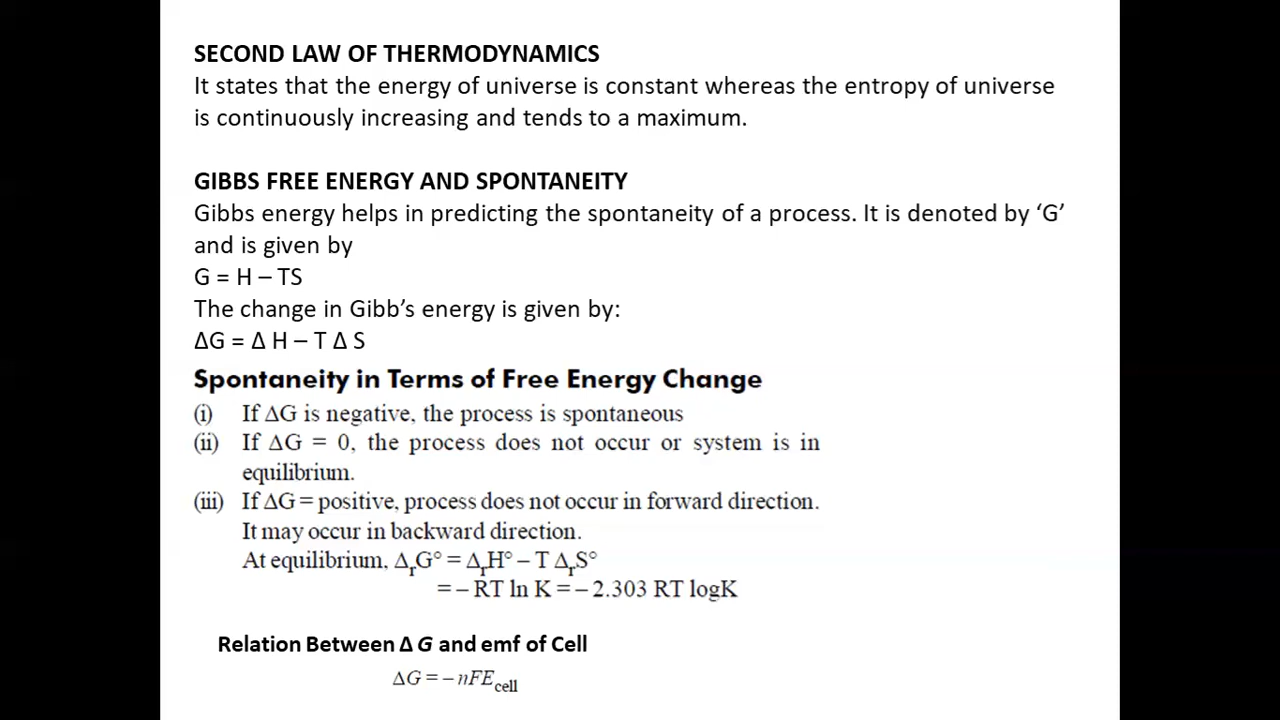 SECOND LAW OF THERMODYNAMICS
It states that the energy of universe is constant whereas the entropy of universe
is continuously increasing and tends to a maximum.
GIBBS FREE ENERGY AND SPONTANEITY
Gibbs energy helps in predicting the spontaneity of a process. It is denoted by ‘G’
and is given by
G = H – TS
The change in Gibb’s energy is given by:
ΔG = Δ H – T Δ S
Spontaneity in Terms of Free Energy Change
(i) If ΔG is negative, the process is spontaneous
(ii) If ΔG = 0, the process does not occur or system is in
equilibrium.
(iii) If ΔG = positive, process does not occur in forward direction.
It may occur in backward direction.
At equilibrium, ΔrG° = ΔrH° – T ΔrS°
= – RT ln K = – 2.303 RT logK
Relation Between Δ G and emf of Cell
ΔG = – nFEcell